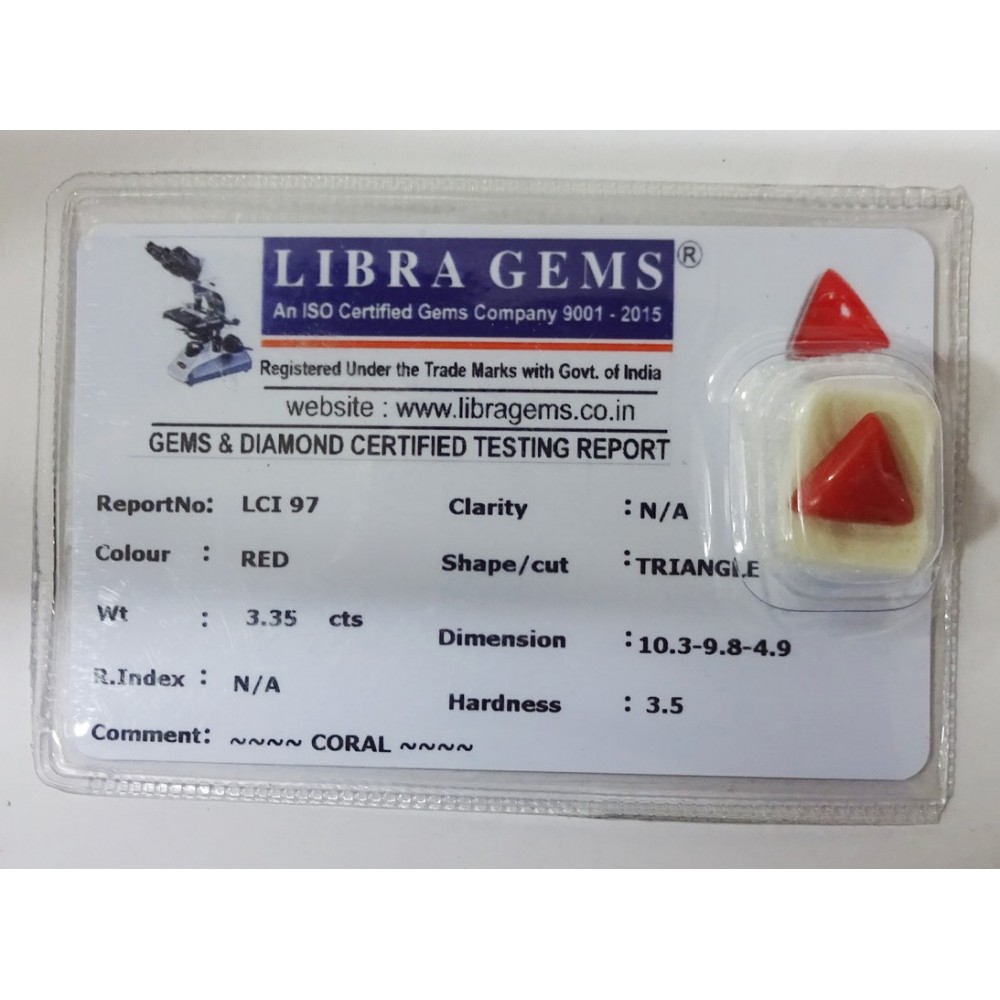 LIBRA GEMS ®
An ISO Certified Gems Company 9001 - 2015
Registered Under the Trade Marks with Govt. of India
website : www.libragems.co.in
GEMS & DIAMOND CERTIFIED TESTING REPORT
ReportNo: LCI 97 Clarity : N/A
Colour : RED Shape/cut : TRIANGLE
Wt : 3.35 cts Dimension : 10.3-9.8-4.9
R.Index : N/A Hardness : 3.5
Comment: ~~~~ CORAL ~~~~